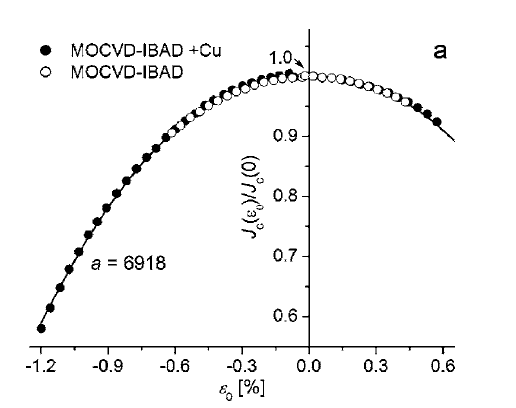 MOCVD-IBAD +Cu
MOCVD-IBAD
a
1.0
0.9
0.8
0.7
0.6
J_c(ε_0)/J_c(0)
a = 6918
-1.2 -0.9 -0.6 -0.3 0.0 0.3 0.6
ε_0 [%]